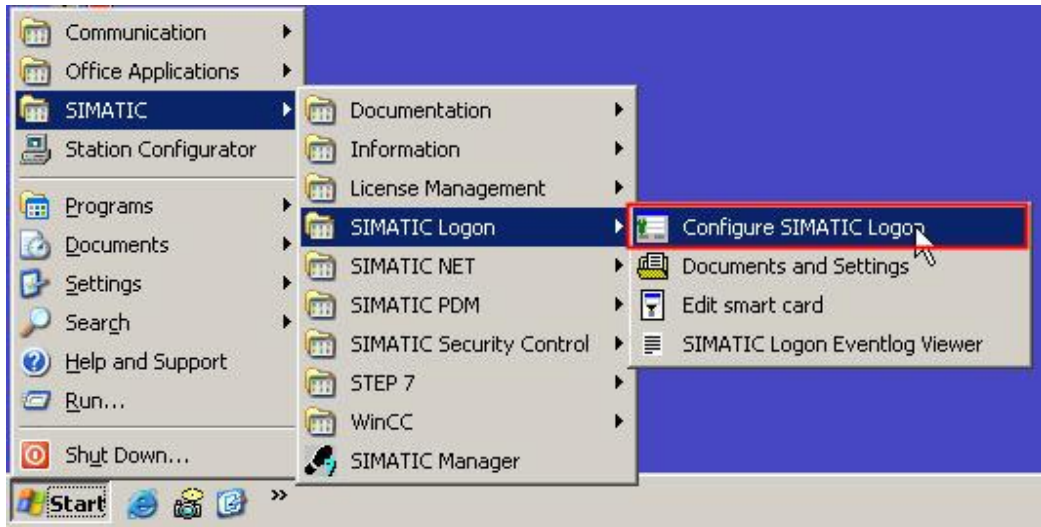 Communication
Office Applications
SIMATIC
Station Configurator
Programs
Documents
Settings
Search
Help and Support
Run...
Shut Down...
Start
»
Documentation
Information
License Management
SIMATIC Logon
SIMATIC NET
SIMATIC PDM
SIMATIC Security Control
STEP 7
WinCC
SIMATIC Manager
Configure SIMATIC Logon
Documents and Settings
Edit smart card
SIMATIC Logon Eventlog Viewer